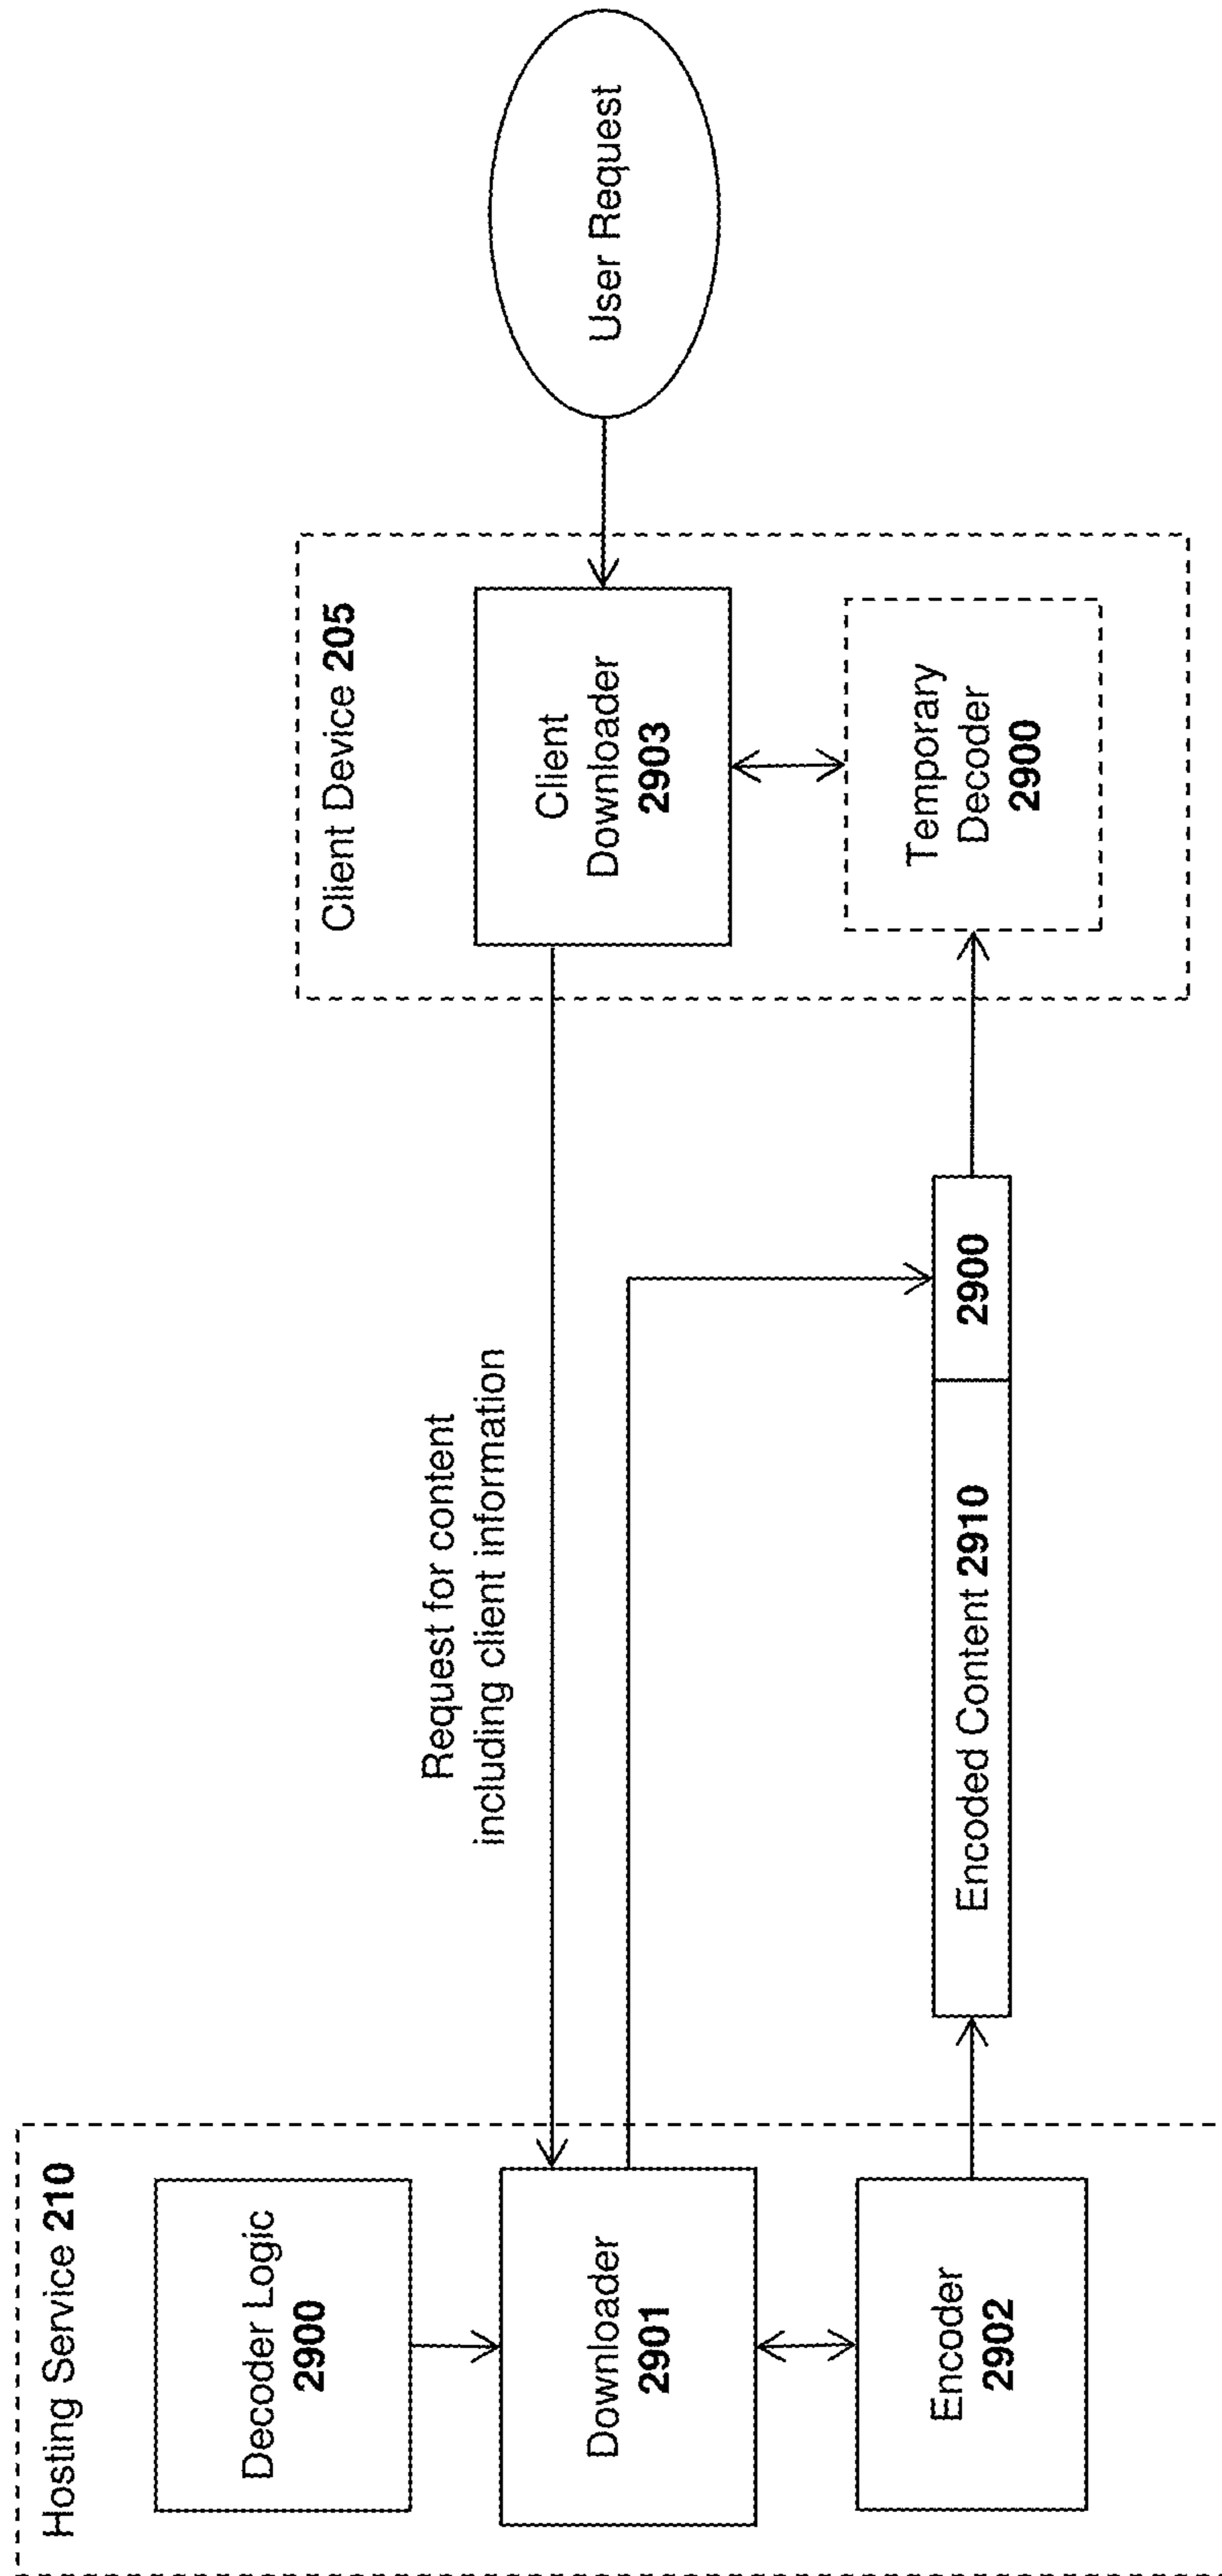 Hosting Service 210
Decoder Logic
2900
Downloader
2901
Encoder
2902
Request for content
including client information
Encoded Content 2910
2900
Client Device 205
Client
Downloader
2903
Temporary
Decoder
2900
User Request